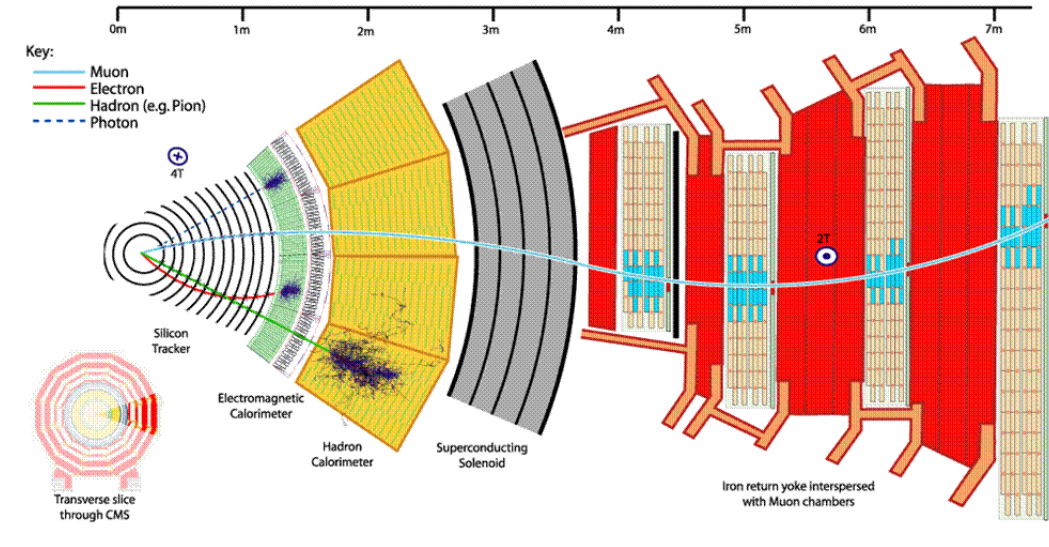 0m 1m 2m 3m 4m 5m 6m 7m
Key:
Muon
Electron
Hadron (e.g. Pion)
Photon
4T
2T
Silicon
Tracker
Electromagnetic
Calorimeter
Hadron
Calorimeter
Superconducting
Solenoid
Iron return yoke interspersed
with Muon chambers
Transverse slice
through CMS